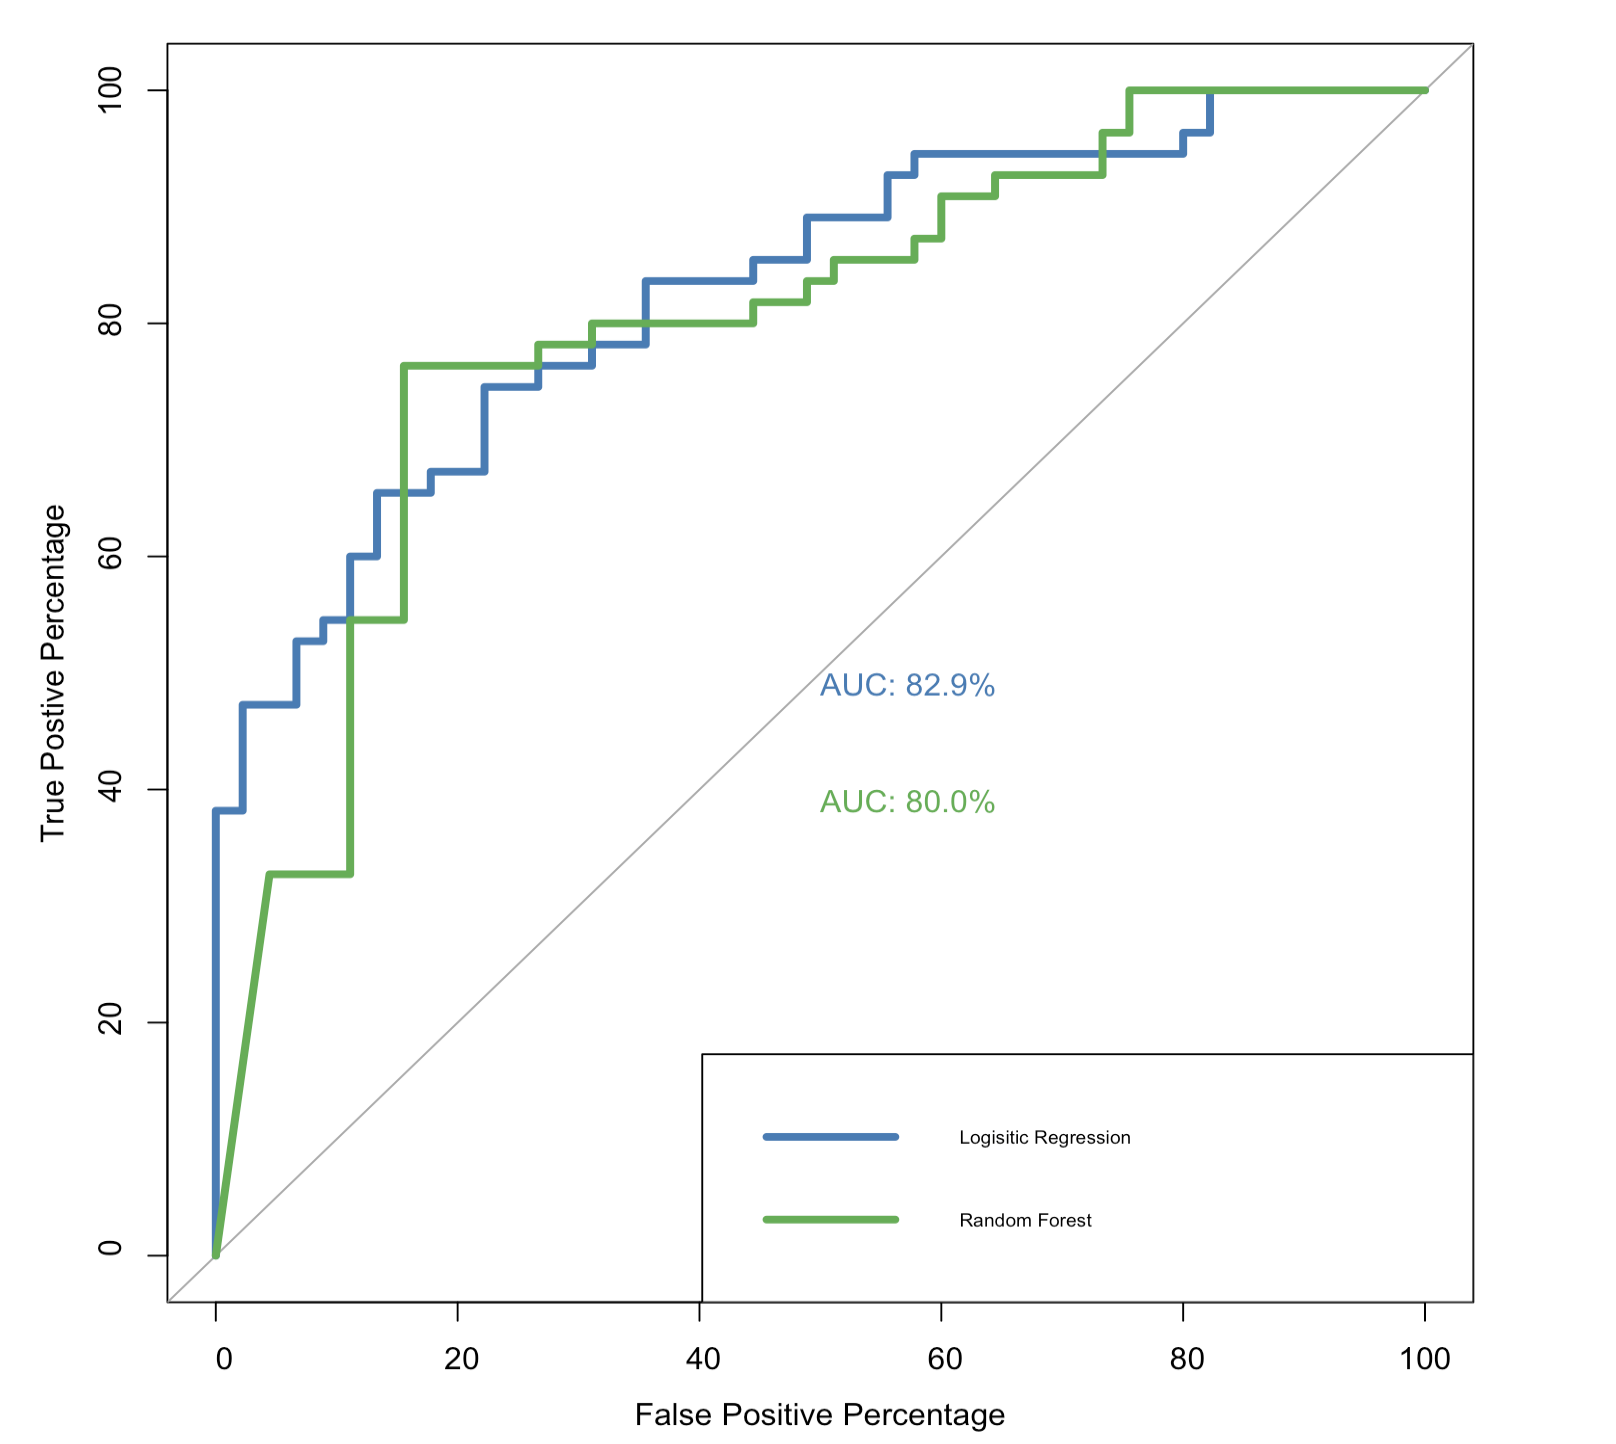 True Postive Percentage
100
80
60
40
20
0
AUC: 82.9%
AUC: 80.0%
Logisitic Regression
Random Forest
0 20 40 60 80 100
False Positive Percentage